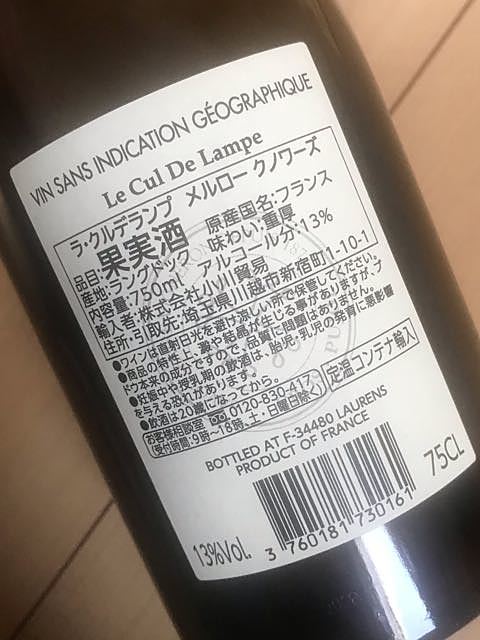 VIN SANS INDICATION GÉOGRAPHIQUE
Le Cul De Lampe
ラ・クルデランプ メルロー クノワーズ
品目:果実酒 原産国名:フランス
産地:ラングドック 味わい:重厚
内容量:750ml アルコール分:13%
輸入者:株式会社小川貿易
住所・引取先:埼玉県川越市新宿町1-10-1
●ワインは直射日光を避け涼しい所で保管してください。
●商品の特性上、澱や結晶が生じる事がありますが、ブ
ドウ本来の成分ですので、品質に問題はありません。
●妊娠中や授乳期の飲酒は、胎児・乳児の発育に悪影響
を与える恐れがあります。
●飲酒は20歳になってから。
お客様相談室 0120-830-417
(受付時間:9時~18時、土・日曜日除く)
定温コンテナ輸入
BOTTLED AT F-34480 LAURENS
PRODUCT OF FRANCE
13%Vol.
75CL
3 760181 730161